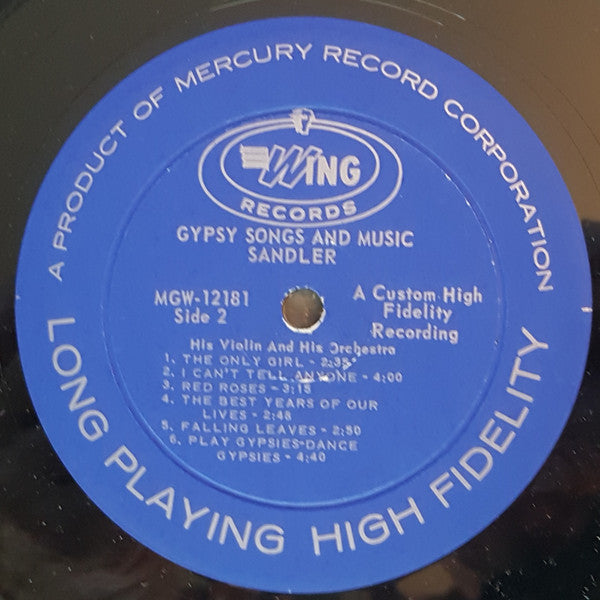 A PRODUCT OF MERCURY RECORD CORPORATION
WING
RECORDS
GYPSY SONGS AND MUSIC
SANDLER
MGW-12181
Side 2
A Custom High
Fidelity
Recording
His Violin And His Orchestra
1. THE ONLY GIRL - 2:35
2. I CAN'T TELL ANYONE - 4:00
3. RED ROSES - 3:15
4. THE BEST YEARS OF OUR
LIVES - 2:48
5. FALLING LEAVES - 2:50
6. PLAY GYPSIES-DANCE
GYPSIES - 4:40
LONG PLAYING HIGH FIDELITY